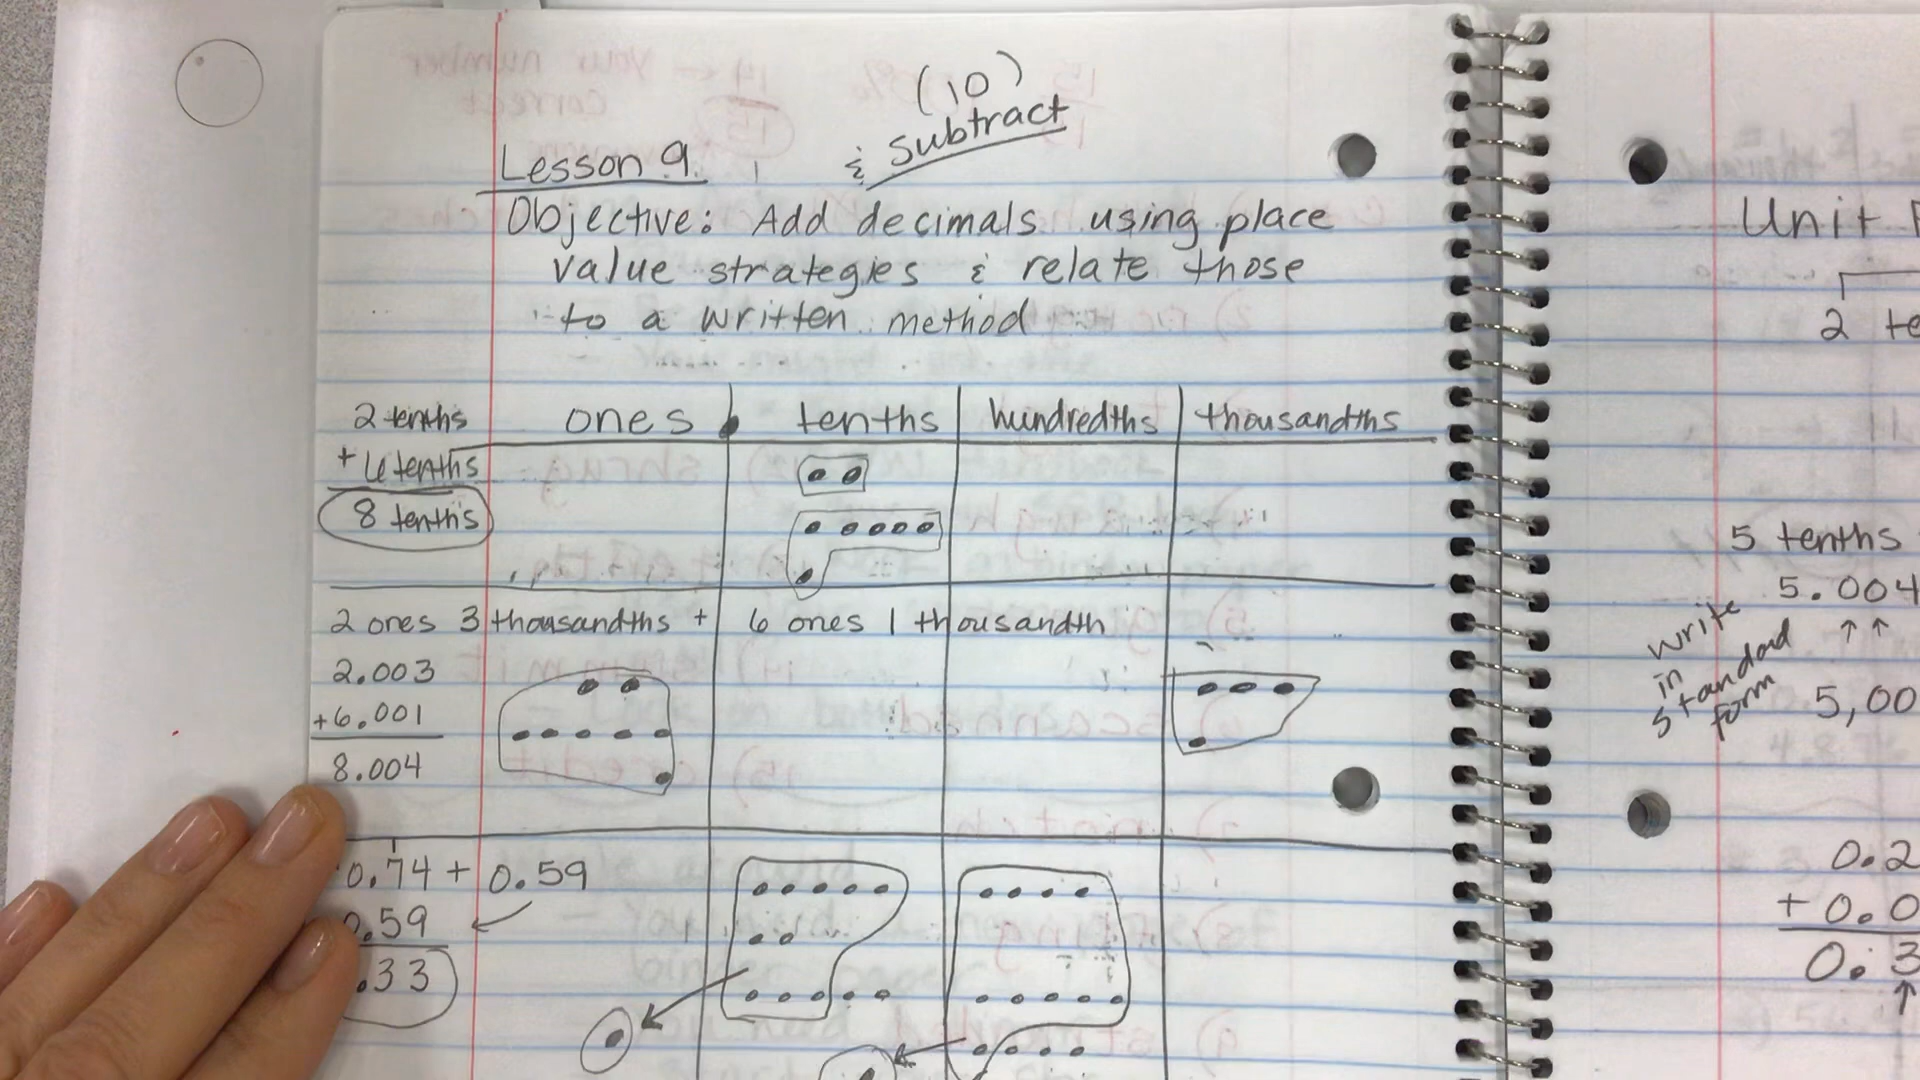 (10)
& subtract
Lesson 9
Objective: Add decimals using place
value strategies & relate those
to a written method
2 tenths ones . tenths hundredths thousandths
+ 6 tenths
8 tenths
2 ones 3 thousandths + 6 ones 1 thousandth
2.003
+6.001
8.004
1
0.74 + 0.59
0.59
.33
Unit
2
5 tenths
5.004
↑ ↑
write
in
standard
form
5,00
0.2
+ 0.0
0.3
↑